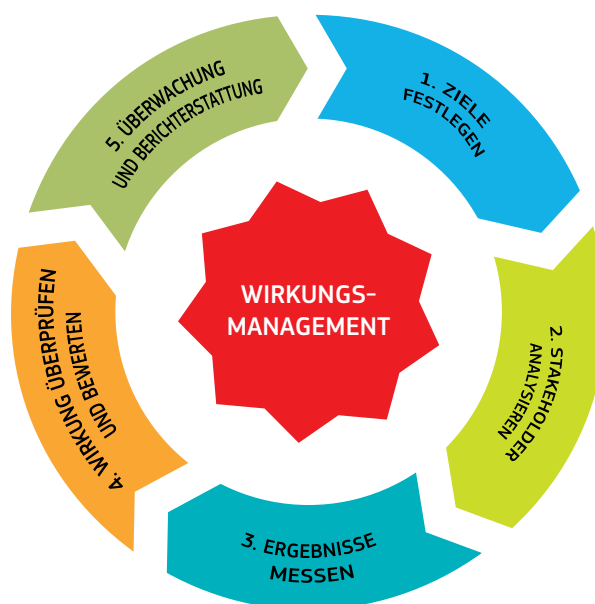 1. ZIELE
FESTLEGEN
2. STAKEHOLDER
ANALYSIEREN
3. ERGEBNISSE
MESSEN
4. WIRKUNG ÜBERPRÜFEN
UND BEWERTEN
5. ÜBERWACHUNG
UND BERICHTERSTATTUNG
WIRKUNGS-
MANAGEMENT